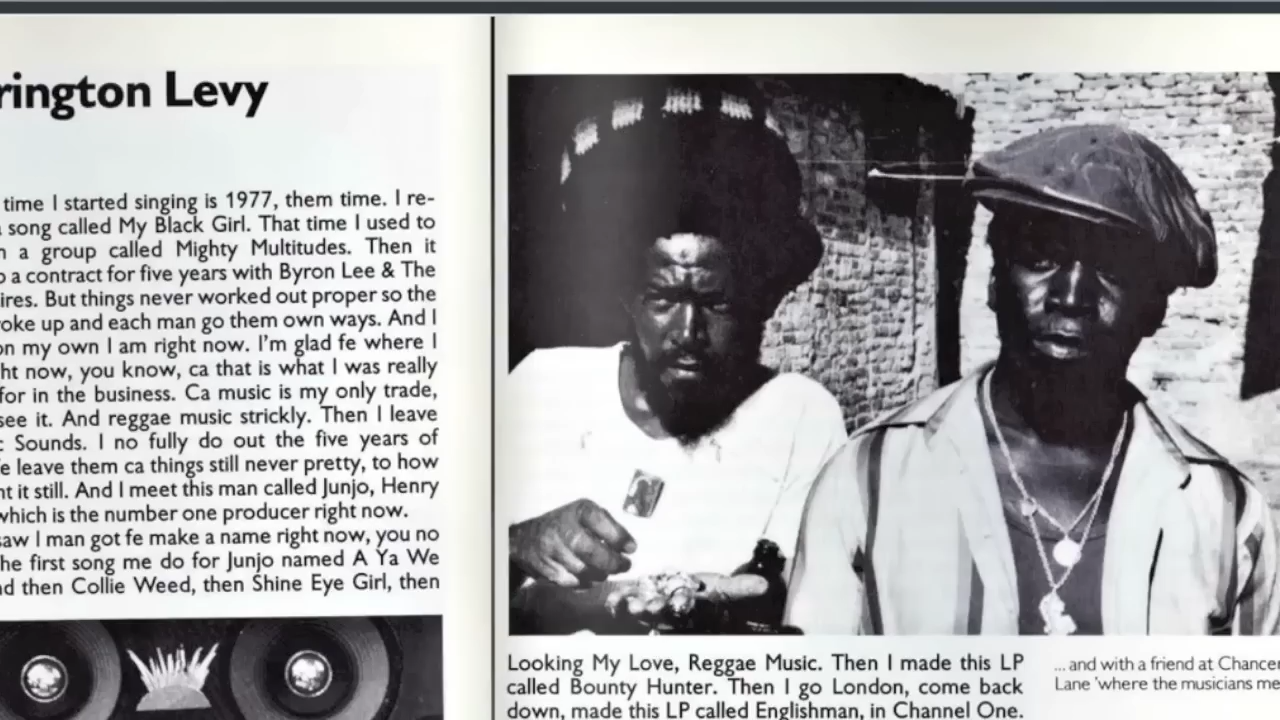 rington Levy
time I started singing is 1977, them time. I re-
song called My Black Girl. That time I used to
a group called Mighty Multitudes. Then it
a contract for five years with Byron Lee & The
ires. But things never worked out proper so the
oke up and each man go them own ways. And I
on my own I am right now. I'm glad fe where I
ht now, you know, ca that is what I was really
for in the business. Ca music is my only trade,
see it. And reggae music strickly. Then I leave
c Sounds. I no fully do out the five years of
e leave them ca things still never pretty, to how
nt it still. And I meet this man called Junjo, Henry
which is the number one producer right now.
saw I man got fe make a name right now, you no
he first song me do for Junjo named A Ya We
nd then Collie Weed, then Shine Eye Girl, then
Looking My Love, Reggae Music. Then I made this LP
called Bounty Hunter. Then I go London, come back
down, made this LP called Englishman, in Channel One.
... and with a friend at Chancer
Lane 'where the musicians me